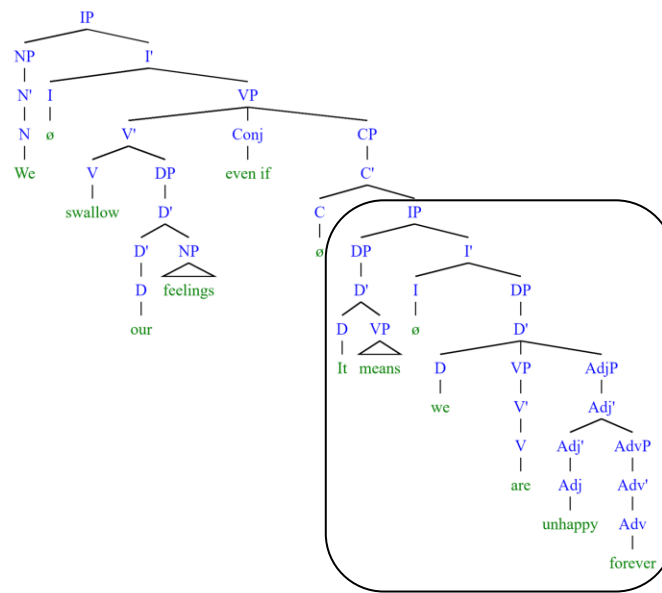 IP
NP I'
N' I VP
N ø V' Conj CP
We V DP even if C'
swallow D' C IP
D' NP ø DP I'
D feelings D' I DP
our D VP ø D'
It means D VP AdjP
we V' Adj'
V Adj' AdvP
are Adj Adv'
unhappy Adv
forever